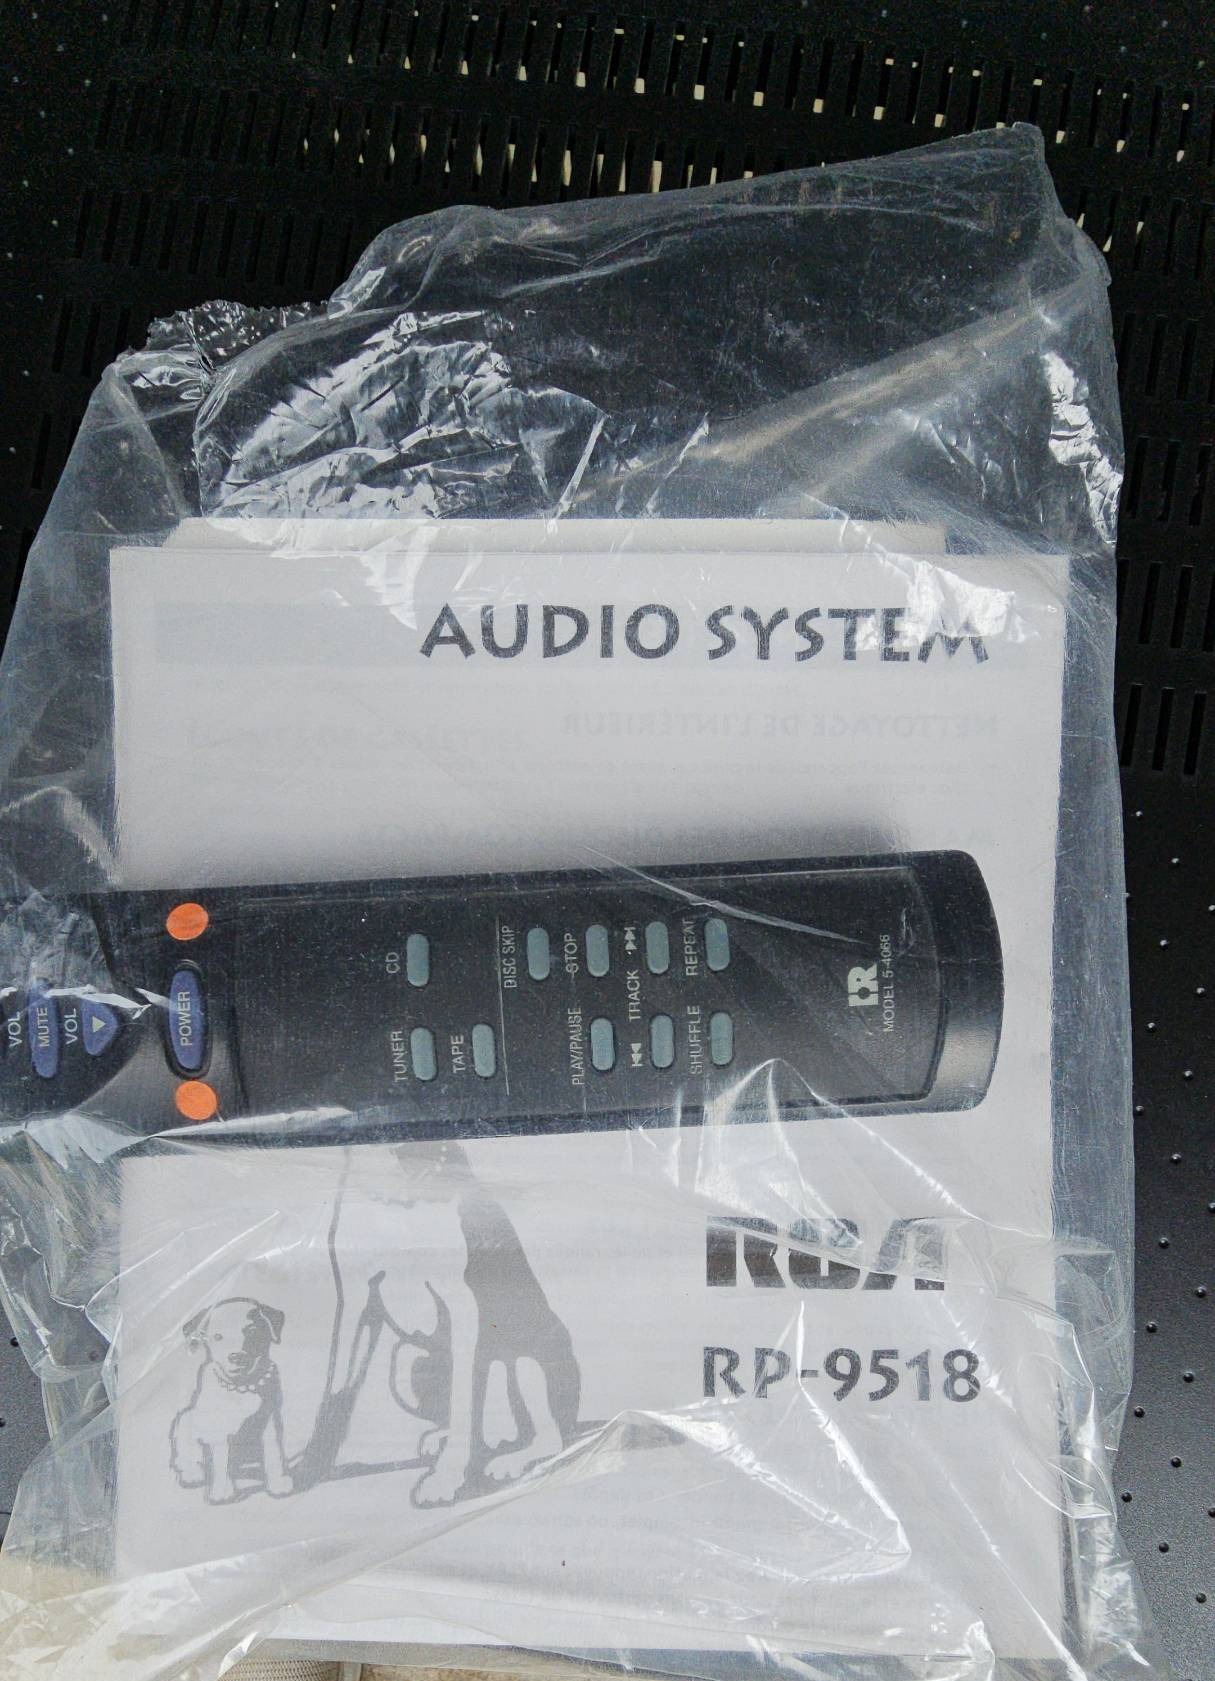 AUDIO SYSTEM
NETTOYAGE DE L'INTERIEUR
VOL
MUTE
VOL
POWER
CD
TUNER
TAPE
DISC SKIP
STOP
PLAY/PAUSE
TRACK
REPEAT
SHUFFLE
MODEL 5-4066
RCA
RP-9518